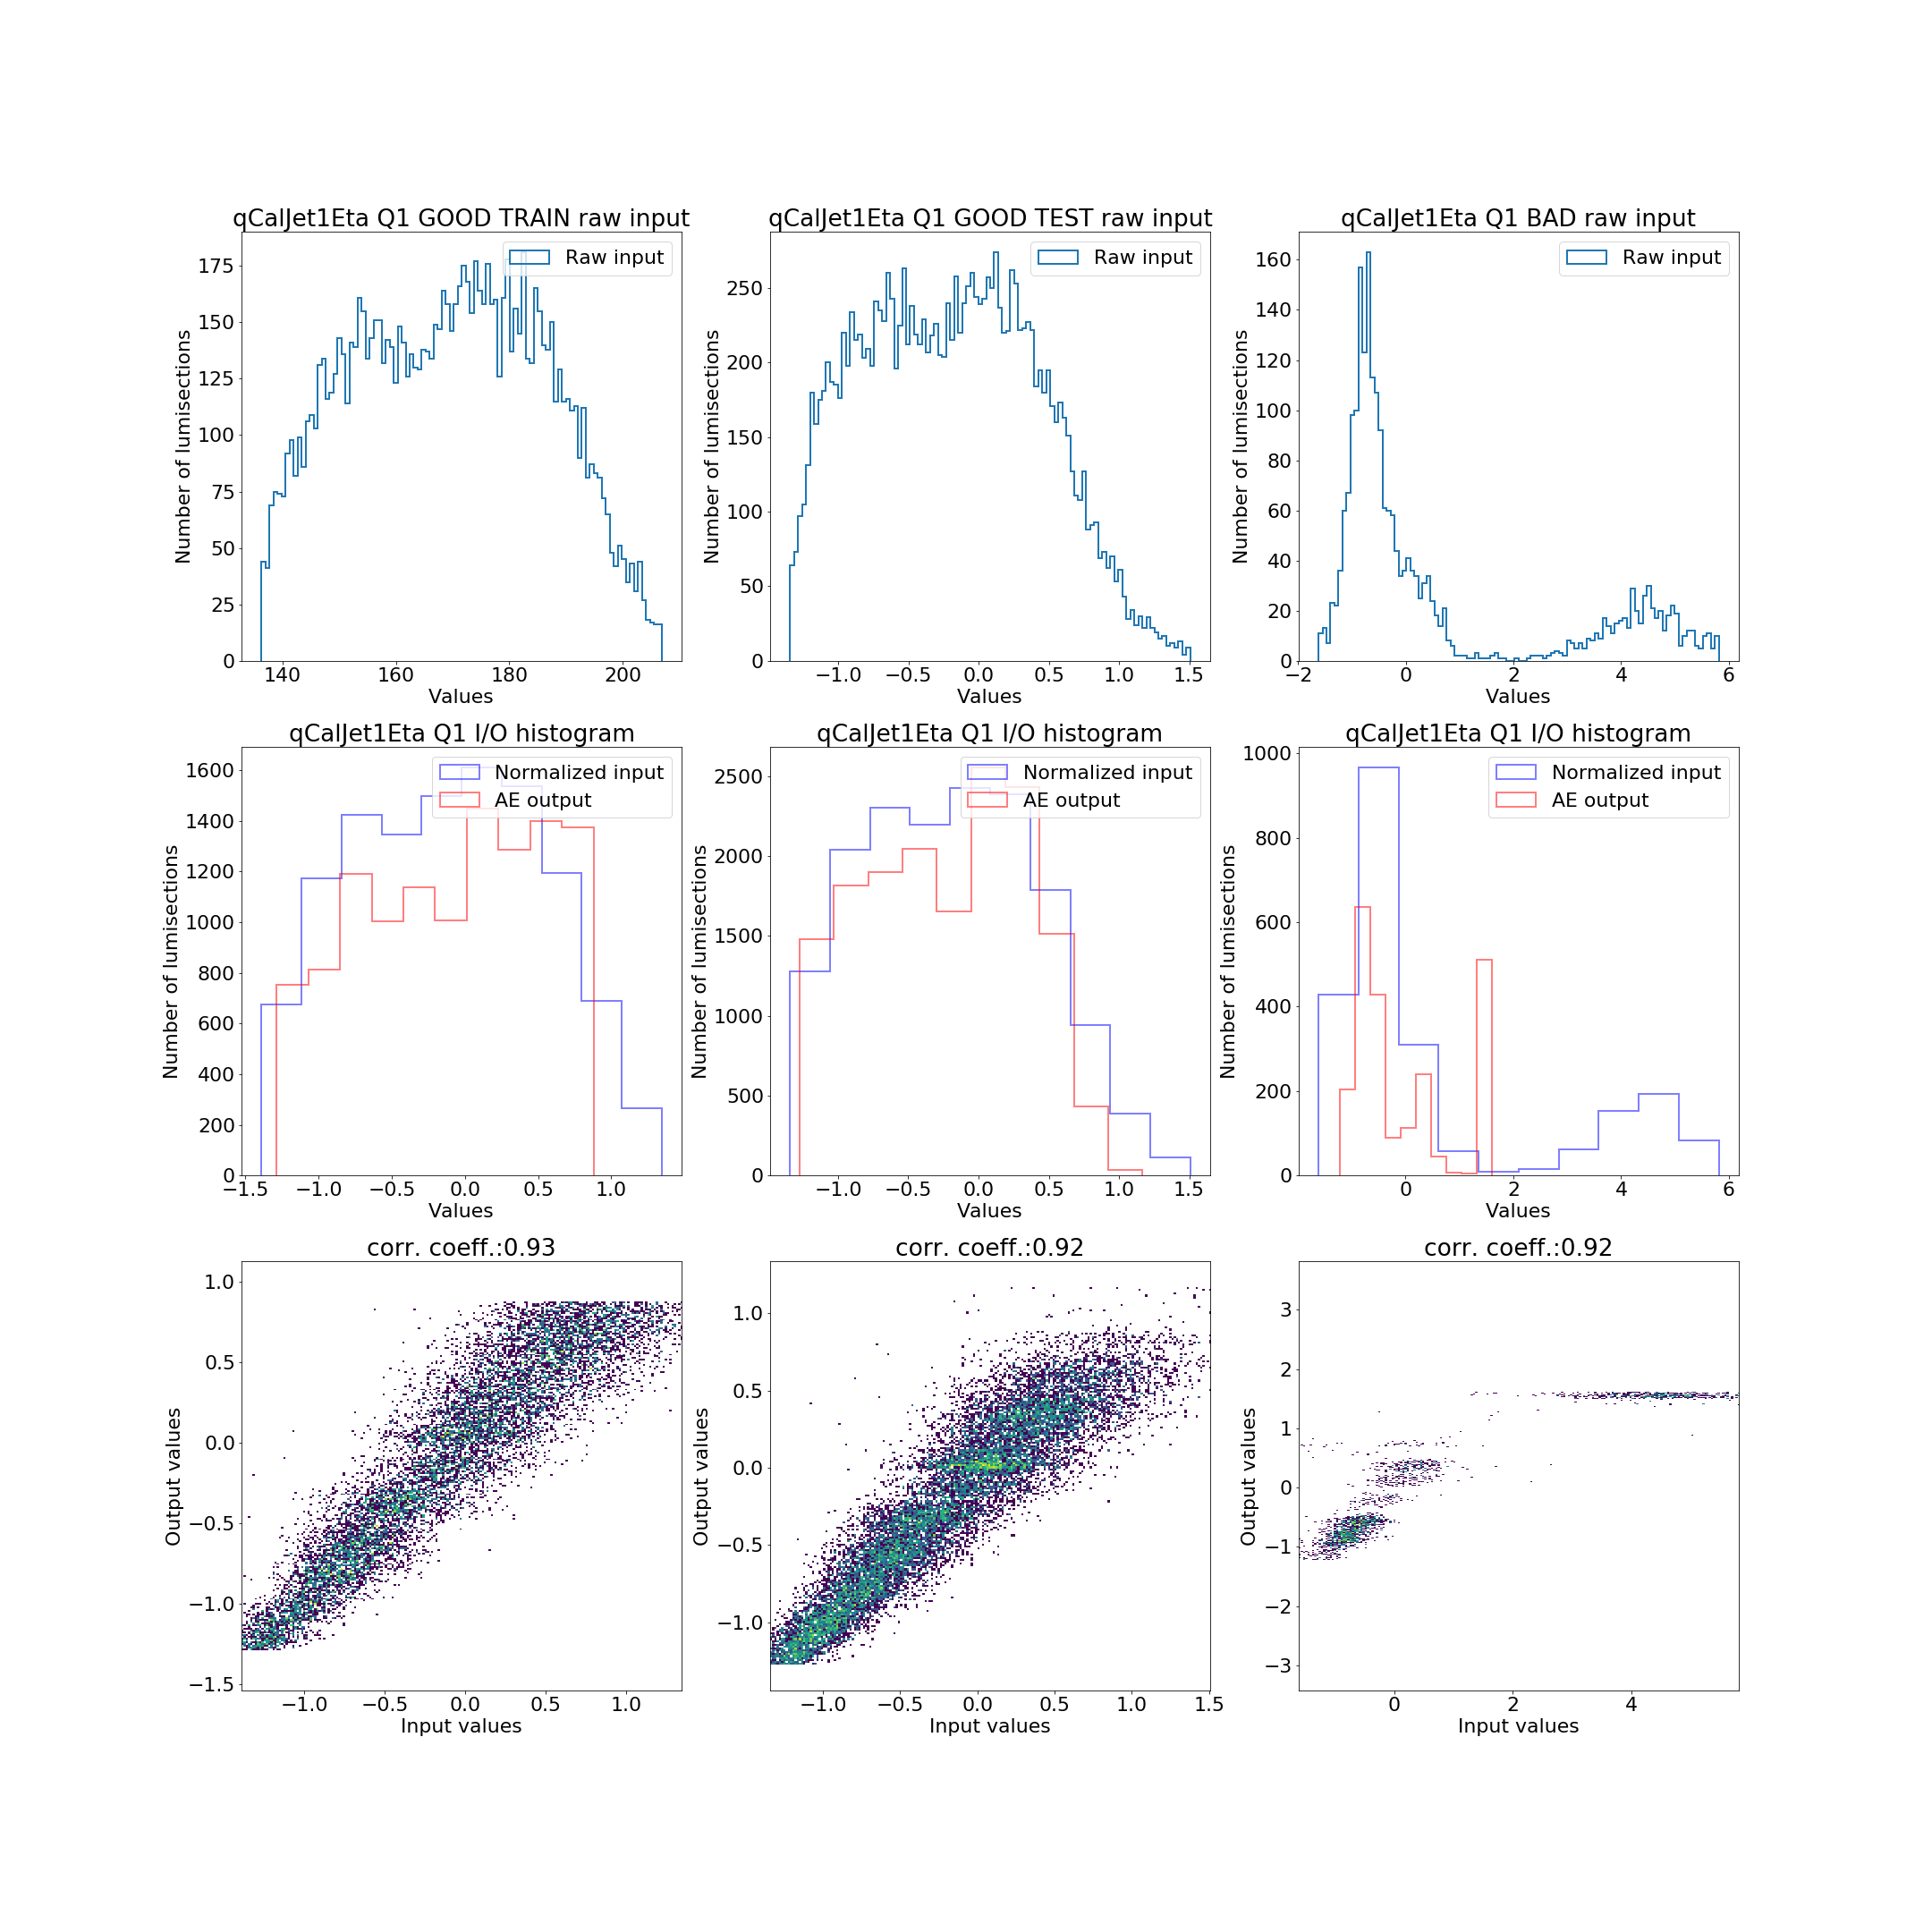 qCalJet1Eta Q1 GOOD TRAIN raw input
qCalJet1Eta Q1 GOOD TEST raw input
qCalJet1Eta Q1 BAD raw input
Raw input
Raw input
Raw input
Number of lumisections
175
150
125
100
75
50
25
0
140 160 180 200
Values
Number of lumisections
250
200
150
100
50
0
−1.0 −0.5 0.0 0.5 1.0 1.5
Values
Number of lumisections
160
140
120
100
80
60
40
20
0
−2 0 2 4 6
Values
qCalJet1Eta Q1 I/O histogram
qCalJet1Eta Q1 I/O histogram
qCalJet1Eta Q1 I/O histogram
Normalized input
AE output
Normalized input
AE output
Normalized input
AE output
Number of lumisections
1600
1400
1200
1000
800
600
400
200
0
−1.5 −1.0 −0.5 0.0 0.5 1.0
Values
Number of lumisections
2500
2000
1500
1000
500
0
−1.0 −0.5 0.0 0.5 1.0 1.5
Values
Number of lumisections
1000
800
600
400
200
0
0 2 4 6
Values
corr. coeff.:0.93
corr. coeff.:0.92
corr. coeff.:0.92
Output values
1.0
0.5
0.0
−0.5
−1.0
−1.5
−1.0 −0.5 0.0 0.5 1.0
Input values
Output values
1.0
0.5
0.0
−0.5
−1.0
−1.0 −0.5 0.0 0.5 1.0 1.5
Input values
Output values
3
2
1
0
−1
−2
−3
0 2 4
Input values